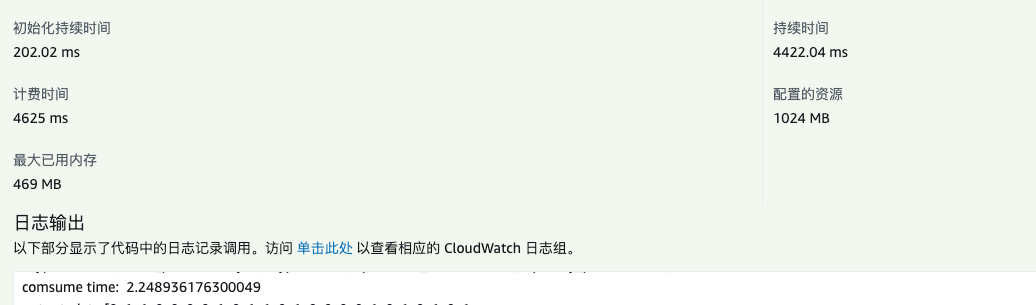 初始化持续时间
202.02 ms
持续时间
4422.04 ms
计费时间
4625 ms
配置的资源
1024 MB
最大已用内存
469 MB
日志输出
以下部分显示了代码中的日志记录调用。访问 单击此处 以查看相应的 CloudWatch 日志组。
comsume time: 2.248936176300049